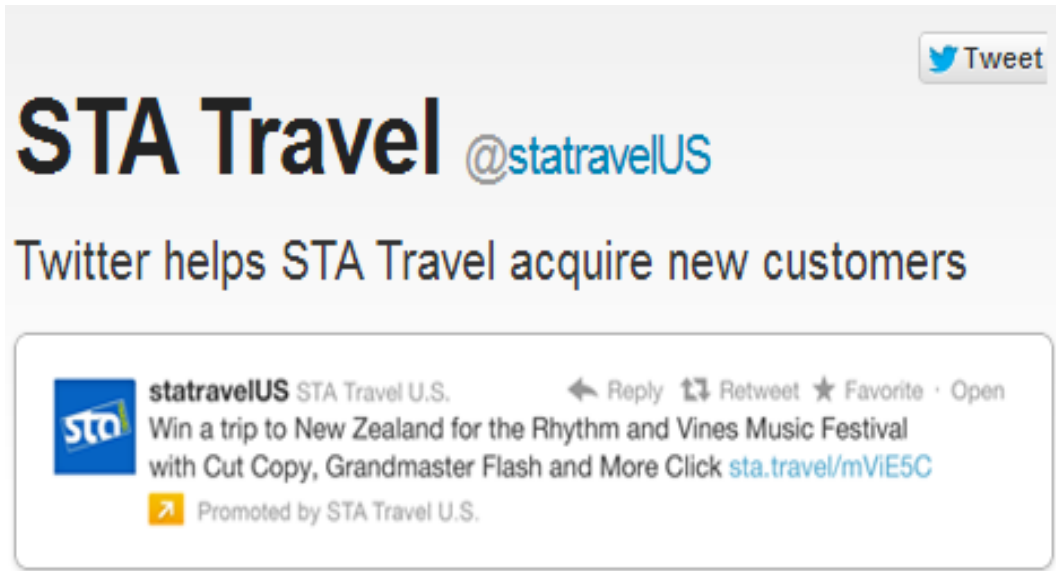 Tweet
STA Travel @statravelUS
Twitter helps STA Travel acquire new customers
statravelUS STA Travel U.S. Reply Retweet Favorite · Open
sta
Win a trip to New Zealand for the Rhythm and Vines Music Festival
with Cut Copy, Grandmaster Flash and More Click sta.travel/mViE5C
Promoted by STA Travel U.S.